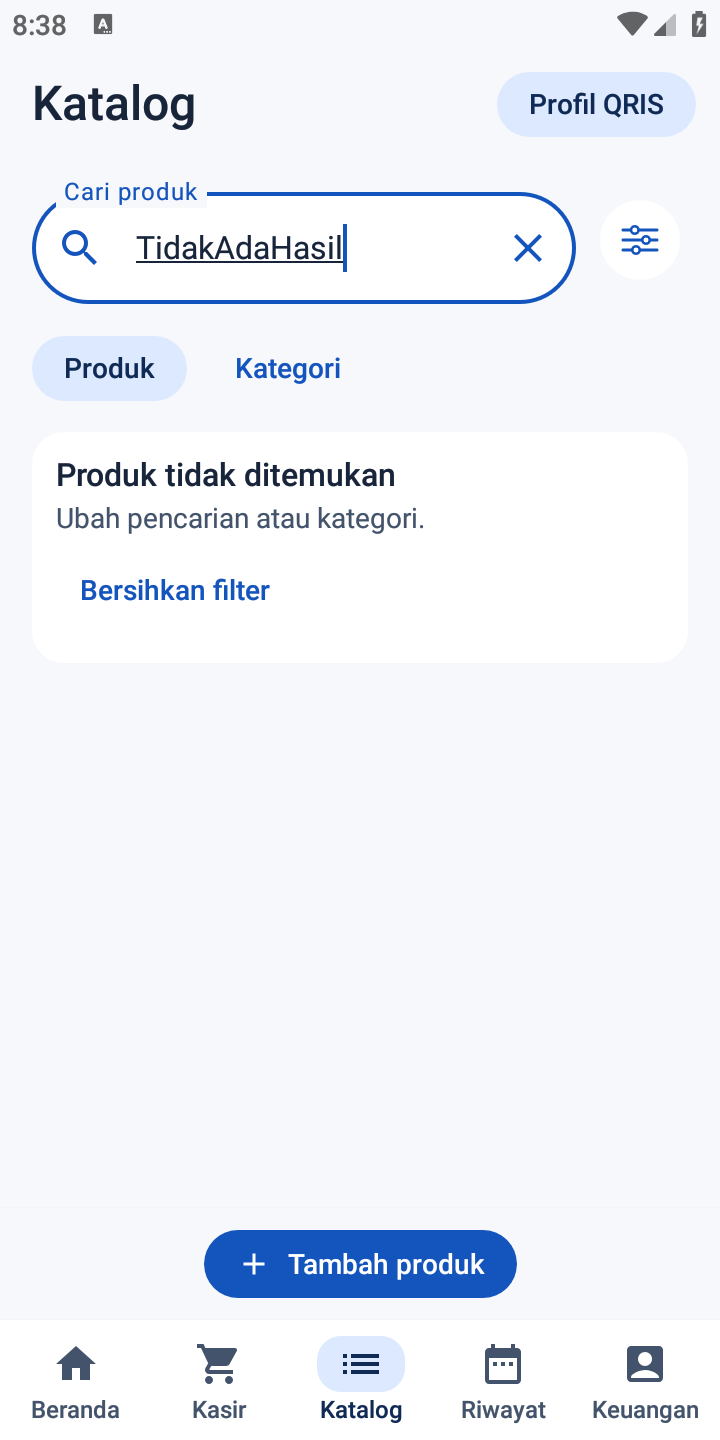 8:38
Katalog
Profil QRIS
Cari produk
TidakAdaHasil
Produk
Kategori
Produk tidak ditemukan
Ubah pencarian atau kategori.
Bersihkan filter
Tambah produk
Beranda
Kasir
Katalog
Riwayat
Keuangan